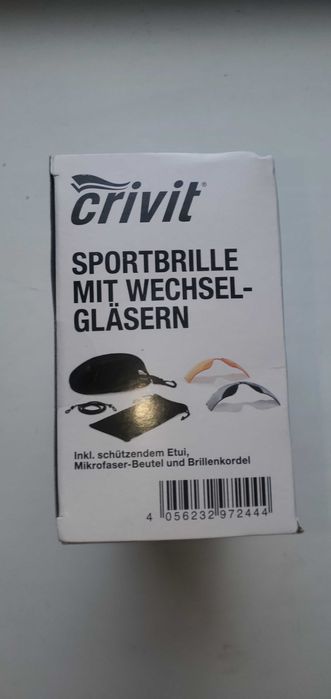 crivit®
SPORTBRILLE
MIT WECHSEL-
GLÄSERN
Inkl. schützendem Etui,
Mikrofaser-Beutel und Brillenkordel
4 056232 972444